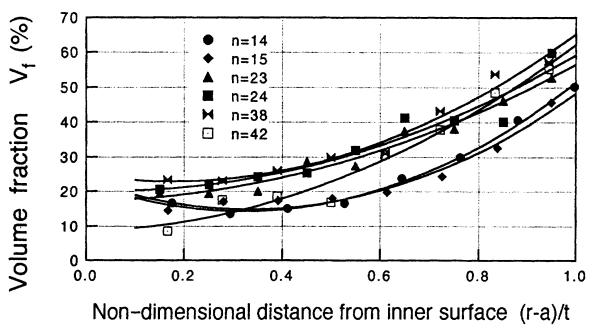 Volume fraction Vf (%)
70
60
50
40
30
20
10
0
n=14
n=15
n=23
n=24
n=38
n=42
0.0 0.2 0.4 0.6 0.8 1.0
Non-dimensional distance from inner surface (r-a)/t